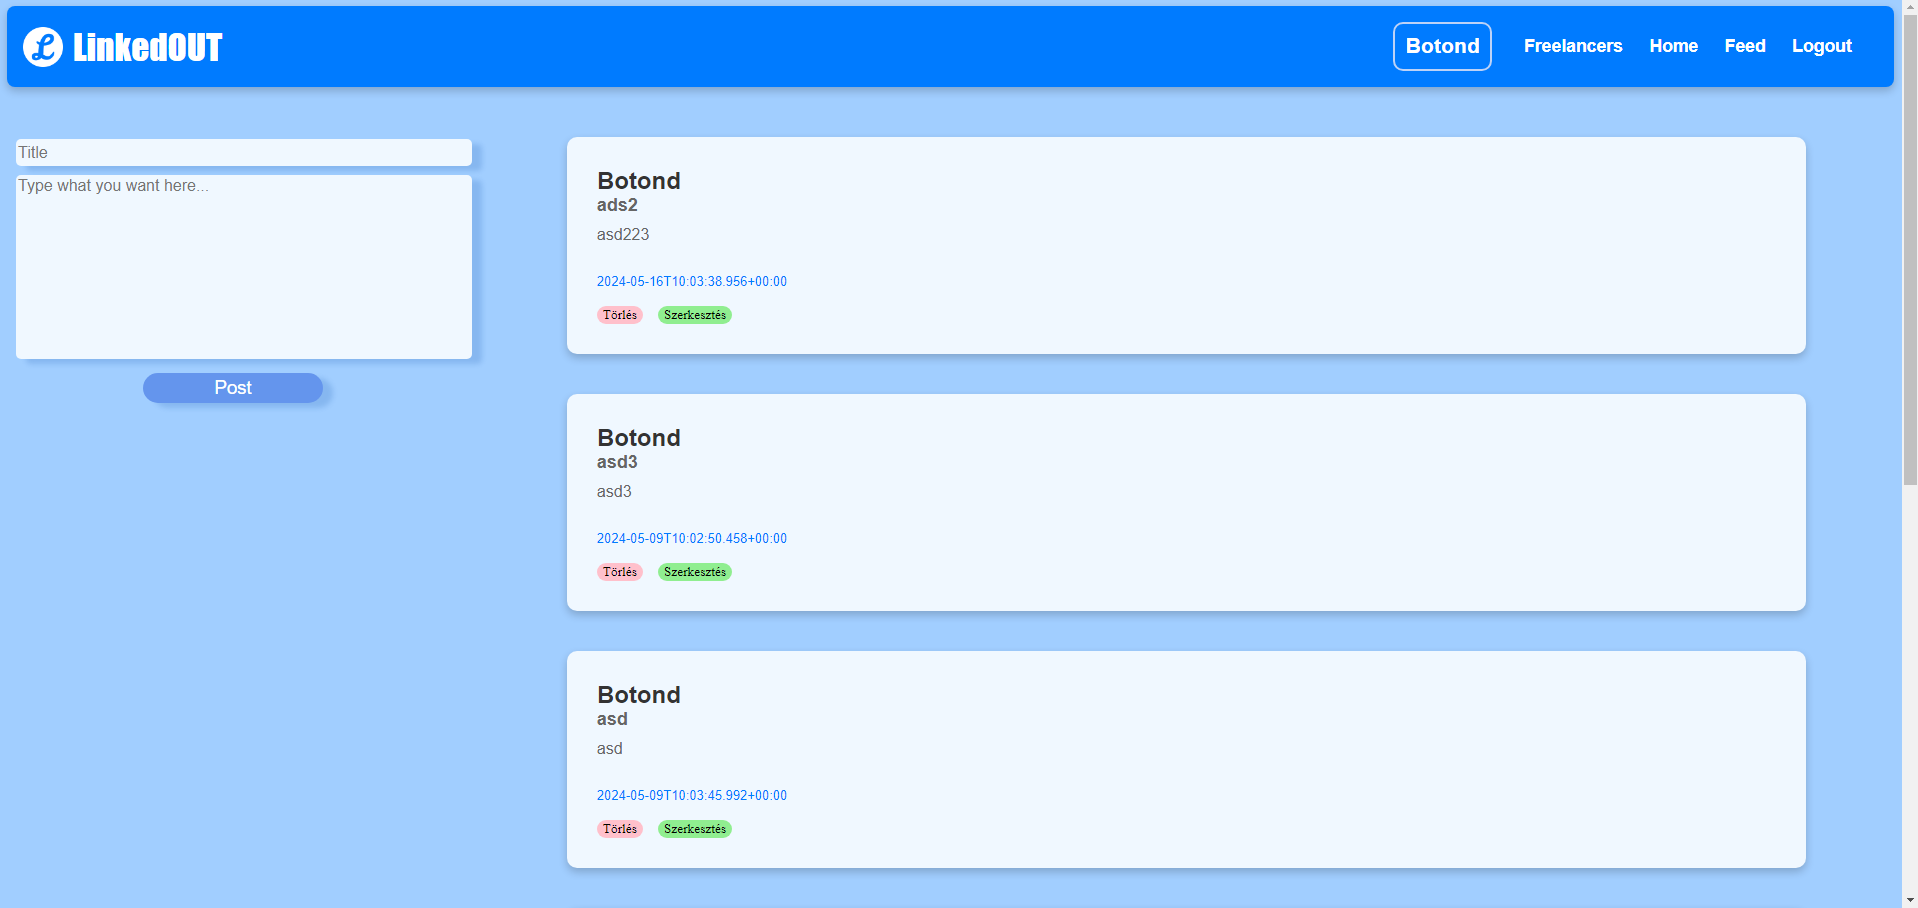 LinkedOUT
Botond Freelancers Home Feed Logout
Title
Type what you want here...
Post
Botond
ads2
asd223
2024-05-16T10:03:38.956+00:00
Törlés Szerkesztés
Botond
asd3
asd3
2024-05-09T10:02:50.458+00:00
Törlés Szerkesztés
Botond
asd
asd
2024-05-09T10:03:45.992+00:00
Törlés Szerkesztés